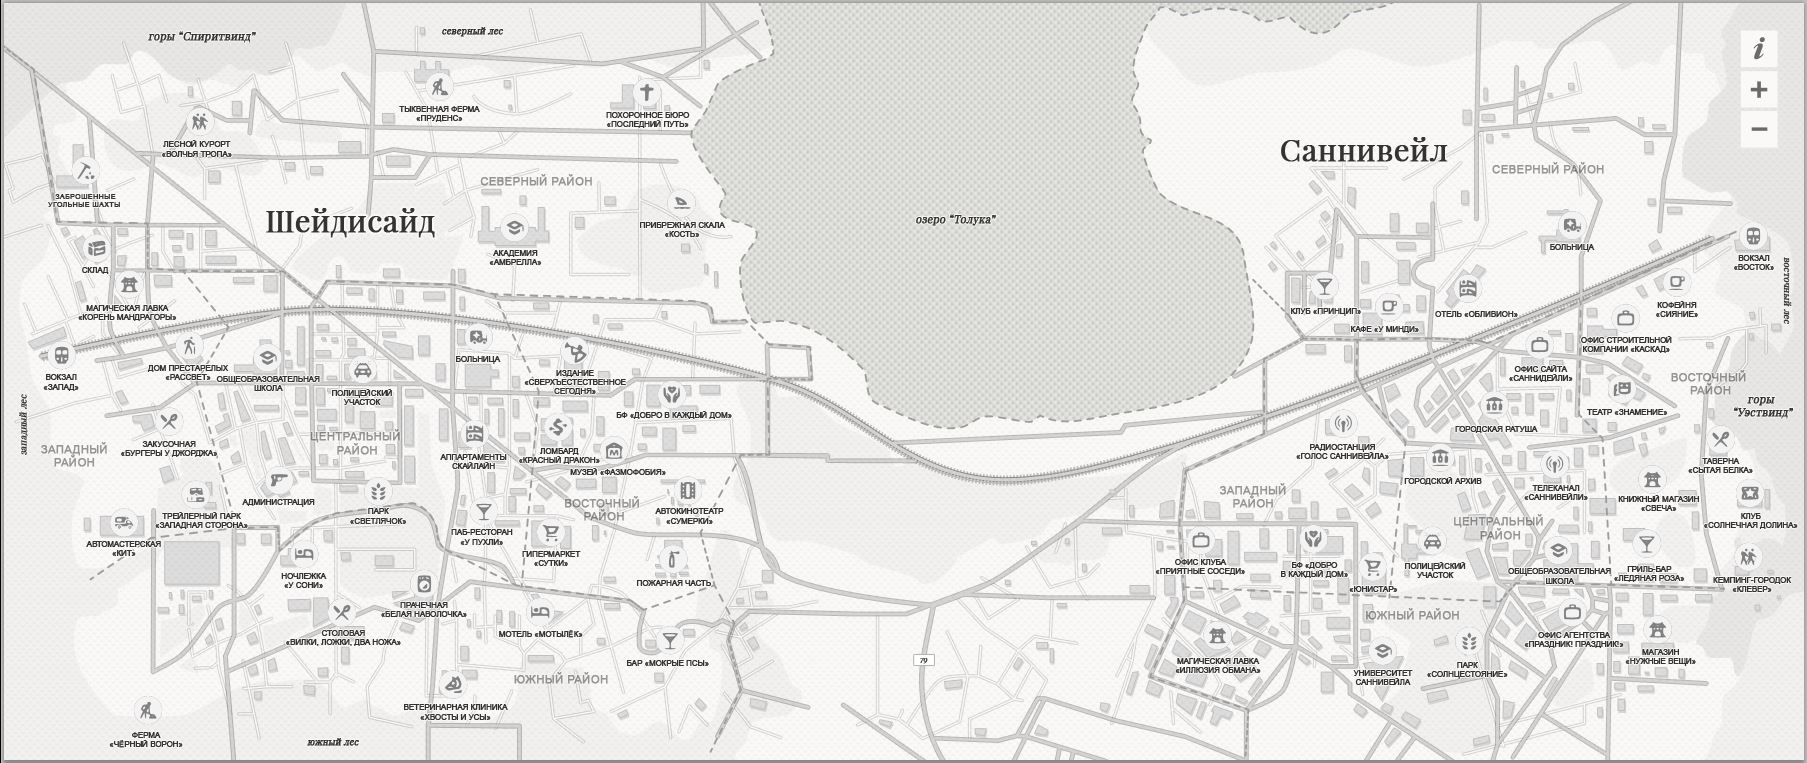 горы "Спиритвинд"
северный лес
Шейдисайд
ТЫКВЕННАЯ ФЕРМА
«ПРУДЕНС»
ПОХОРОННОЕ БЮРО
«ПОСЛЕДНИЙ ПУТЬ»
ЛЕСНОЙ КУРОРТ
«ВОЛЧЬЯ ТРОПА»
ЗАБРОШЕННЫЕ
УГОЛЬНЫЕ ШАХТЫ
СЕВЕРНЫЙ РАЙОН
ПРИБРЕЖНАЯ СКАЛА
«КОСТЬ»
АКАДЕМИЯ
«АМБРЕЛЛА»
СКЛАД
МАГИЧЕСКАЯ ЛАВКА
«КОРЕНЬ МАНДРАГОРЫ»
ВОКЗАЛ
«ЗАПАД»
ДОМ ПРЕСТАРЕЛЫХ
«РАССВЕТ»
ОБЩЕОБРАЗОВАТЕЛЬНАЯ
ШКОЛА
ПОЛИЦЕЙСКИЙ
УЧАСТОК
БОЛЬНИЦА
ИЗДАНИЕ
«СВЕРХЪЕСТЕСТВЕННОЕ
СЕГОДНЯ»
БФ «ДОБРО В КАЖДЫЙ ДОМ»
западный лес
ЗАПАДНЫЙ
РАЙОН
ЗАКУСОЧНАЯ
«БУРГЕРЫ У ДЖОРДЖА»
ЦЕНТРАЛЬНЫЙ
РАЙОН
АППАРТАМЕНТЫ
СКАЙЛАЙН
ЛОМБАРД
«КРАСНЫЙ ДРАКОН»
МУЗЕЙ «ФАЗМОФОБИЯ»
АДМИНИСТРАЦИЯ
ТРЕЙЛЕРНЫЙ ПАРК
«ЗАПАДНАЯ СТОРОНА»
ПАРК
«СВЕТЛЯЧОК»
ВОСТОЧНЫЙ
РАЙОН
АВТОКИНОТЕАТР
«СУМЕРКИ»
АВТОМАСТЕРСКАЯ
«КИТ»
ПАБ-РЕСТОРАН
«У ПУХЛИ»
ГИПЕРМАРКЕТ
«СУТКИ»
НОЧЛЕЖКА
«У СОНИ»
ПОЖАРНАЯ ЧАСТЬ
ПРАЧЕЧНАЯ
«БЕЛАЯ НАВОЛОЧКА»
СТОЛОВАЯ
«ВИЛКИ, ЛОЖКИ, ДВА НОЖА»
МОТЕЛЬ «МОТЫЛЁК»
БАР «МОКРЫЕ ПСЫ»
ЮЖНЫЙ РАЙОН
ВЕТЕРИНАРНАЯ КЛИНИКА
«ХВОСТЫ И УСЫ»
ФЕРМА
«ЧЁРНЫЙ ВОРОН»
южный лес
озеро "Толука"
79
Саннивейл
i
+
−
СЕВЕРНЫЙ РАЙОН
БОЛЬНИЦА
ВОКЗАЛ
«ВОСТОК»
восточный лес
КЛУБ «ПРИНЦИП»
КАФЕ «У МИНДИ»
ОТЕЛЬ «ОБЛИВИОН»
КОФЕЙНЯ
«СИЯНИЕ»
ОФИС СТРОИТЕЛЬНОЙ
КОМПАНИИ «КАСКАД»
ОФИС САЙТА
«САННИДЕЙЛИ»
ВОСТОЧНЫЙ
РАЙОН
горы
"Уэствинд"
ТЕАТР «ЗНАМЕНИЕ»
ГОРОДСКАЯ РАТУША
РАДИОСТАНЦИЯ
«ГОЛОС САННИВЕЙЛА»
ГОРОДСКОЙ АРХИВ
ТАВЕРНА
«СЫТАЯ БЕЛКА»
ЗАПАДНЫЙ
РАЙОН
ТЕЛЕКАНАЛ
«САННИВЕЙЛИ»
КНИЖНЫЙ МАГАЗИН
«СВЕЧА»
КЛУБ
«СОЛНЕЧНАЯ ДОЛИНА»
ЦЕНТРАЛЬНЫЙ
РАЙОН
ОФИС КЛУБА
«ПРИЯТНЫЕ СОСЕДИ»
БФ «ДОБРО
В КАЖДЫЙ ДОМ»
«ЮНИСТАР»
ПОЛИЦЕЙСКИЙ
УЧАСТОК
ОБЩЕОБРАЗОВАТЕЛЬНАЯ
ШКОЛА
ГРИЛЬ-БАР
«ЛЕДЯНАЯ РОЗА»
КЕМПИНГ-ГОРОДОК
«КЛЕВЕР»
ЮЖНЫЙ РАЙОН
МАГИЧЕСКАЯ ЛАВКА
«ИЛЛЮЗИЯ ОБМАНА»
УНИВЕРСИТЕТ
САННИВЕЙЛА
ПАРК
«СОЛНЦЕСТОЯНИЕ»
ОФИС АГЕНТСТВА
«ПРАЗДНИК! ПРАЗДНИК!»
МАГАЗИН
«НУЖНЫЕ ВЕЩИ»